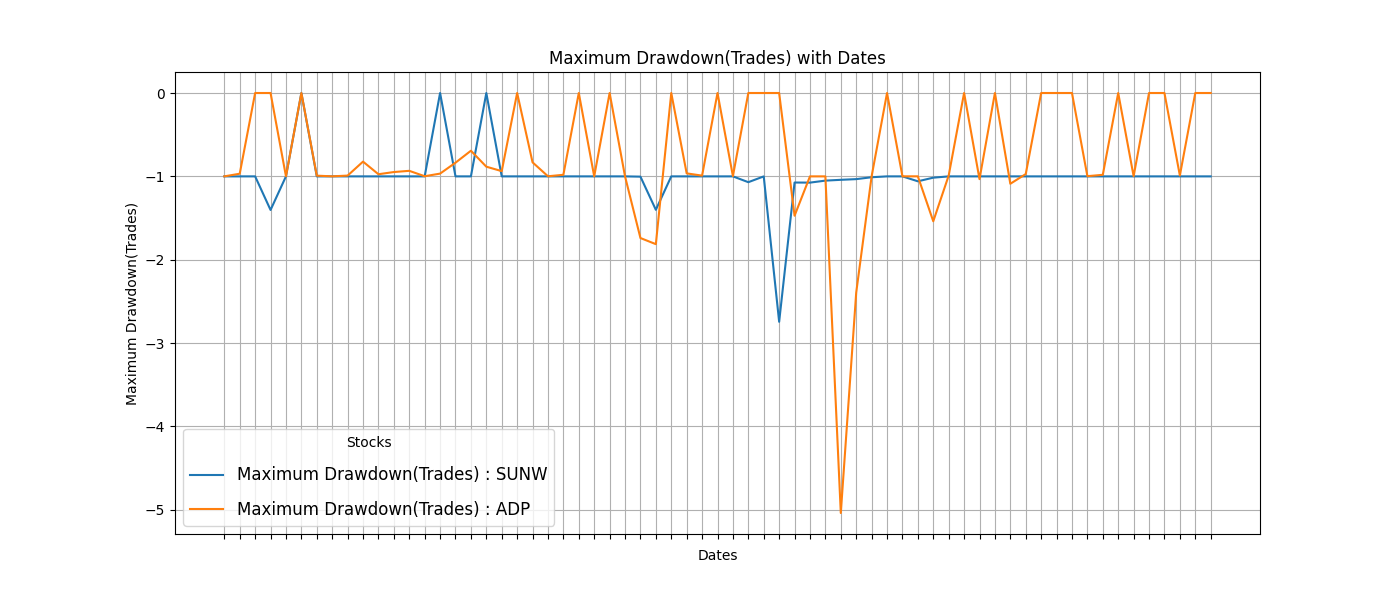 Maximum Drawdown(Trades) with Dates
Maximum Drawdown(Trades)
0
−1
−2
−3
−4
−5
Stocks
Maximum Drawdown(Trades) : SUNW
Maximum Drawdown(Trades) : ADP
Dates